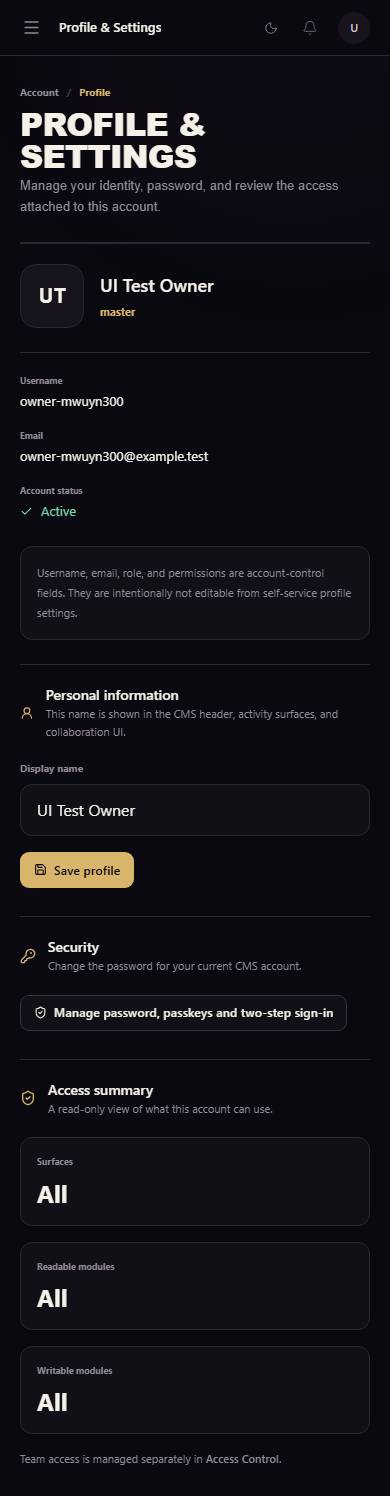 Profile & Settings
U
Account / Profile
PROFILE &
SETTINGS
Manage your identity, password, and review the access
attached to this account.
UT
UI Test Owner
master
Username
owner-mwuyn300
Email
owner-mwuyn300@example.test
Account status
Active
Username, email, role, and permissions are account-control
fields. They are intentionally not editable from self-service profile
settings.
Personal information
This name is shown in the CMS header, activity surfaces, and
collaboration UI.
Display name
UI Test Owner
Save profile
Security
Change the password for your current CMS account.
Manage password, passkeys and two-step sign-in
Access summary
A read-only view of what this account can use.
Surfaces
All
Readable modules
All
Writable modules
All
Team access is managed separately in Access Control.